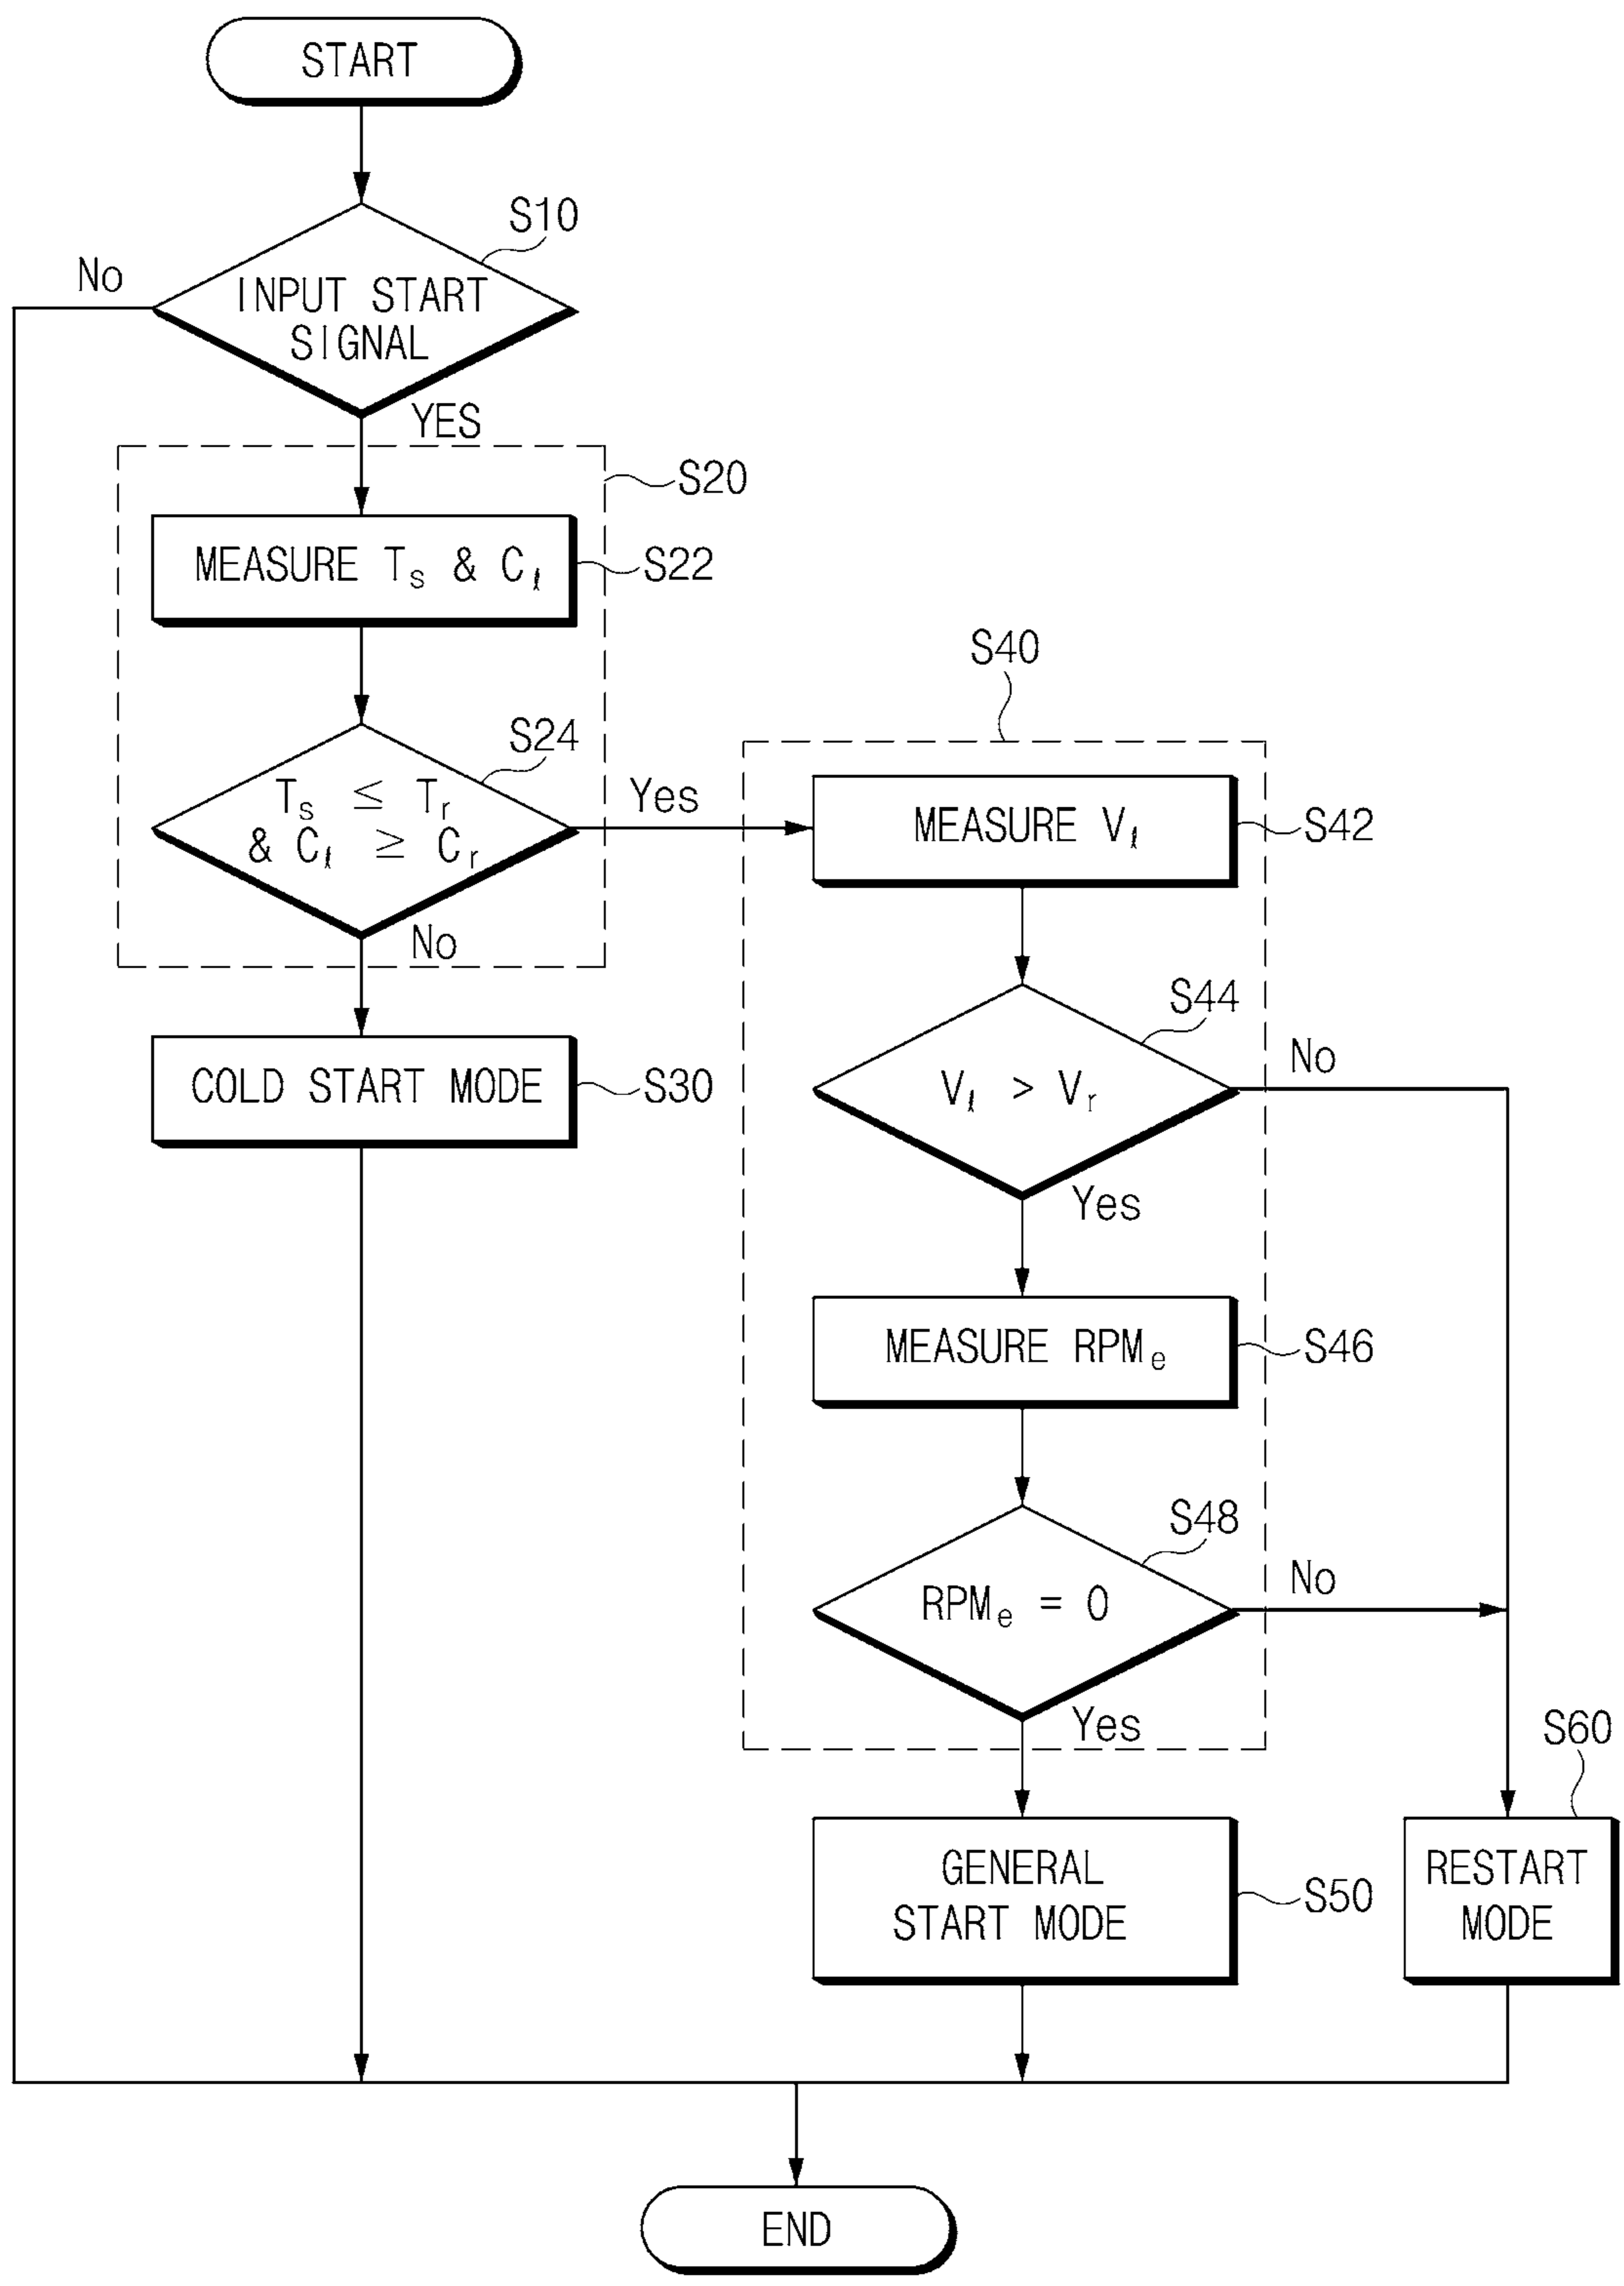 START
S10
No
INPUT START
SIGNAL
YES
S20
MEASURE Ts & Cℓ
S22
S24
Ts ≤ Tr
& Cℓ ≥ Cr
Yes
No
COLD START MODE
S30
S40
MEASURE Vℓ
S42
S44
Vℓ > Vr
No
Yes
MEASURE RPMe
S46
S48
RPMe = 0
No
Yes
GENERAL
START MODE
S50
S60
RESTART
MODE
END